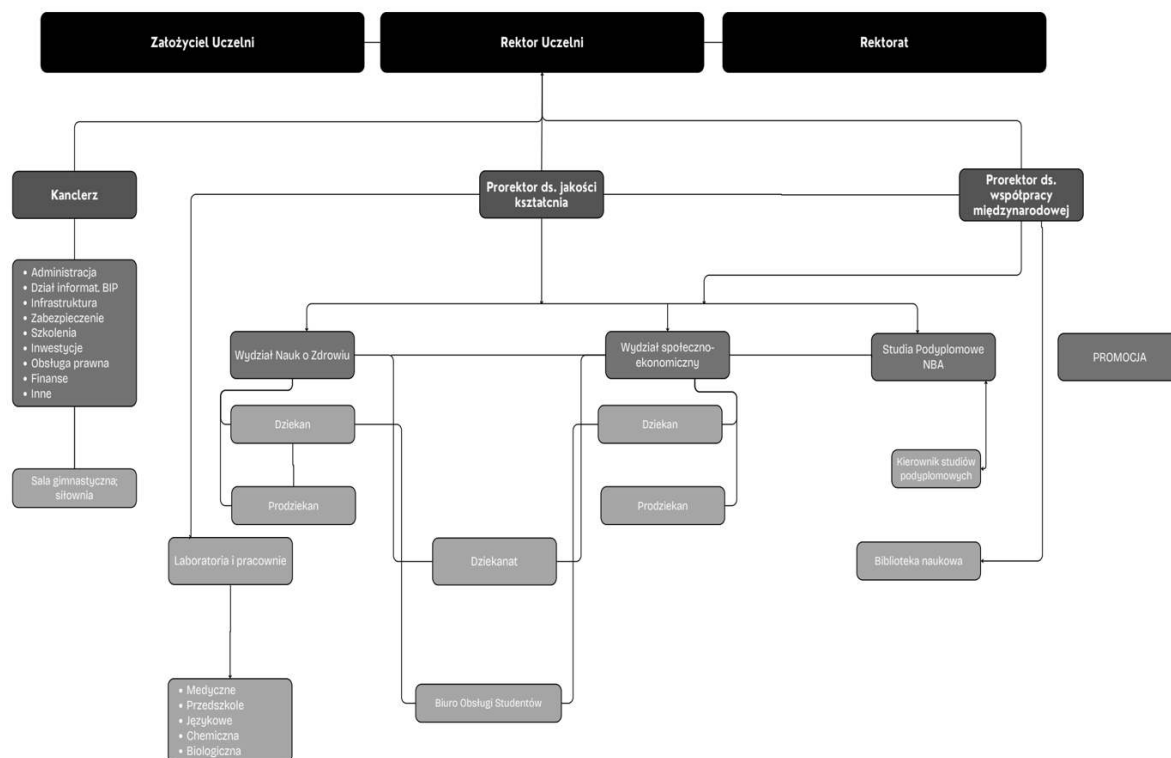 Założyciel Uczelni
Rektor Uczelni
Rektorat
Kanclerz
Prorektor ds. jakości
kształcnia
Prorektor ds.
współpracy
międzynarodowej
• Administracja
• Dział informat. BIP
• Infrastruktura
• Zabezpieczenie
• Szkolenia
• Inwestycje
• Obsługa prawna
• Finanse
• Inne
Wydział Nauk o Zdrowiu
Wydział społeczno-
ekonomiczny
Studia Podyplomowe
NBA
PROMOCJA
Dziekan
Dziekan
Kierownik studiów
podyplomowych
Sala gimnastyczna;
siłownia
Prodziekan
Prodziekan
Laboratoria i pracownie
Dziekanat
Biblioteka naukowa
• Medyczne
• Przedszkole
• Językowe
• Chemiczna
• Biologiczna
Biuro Obsługi Studentów